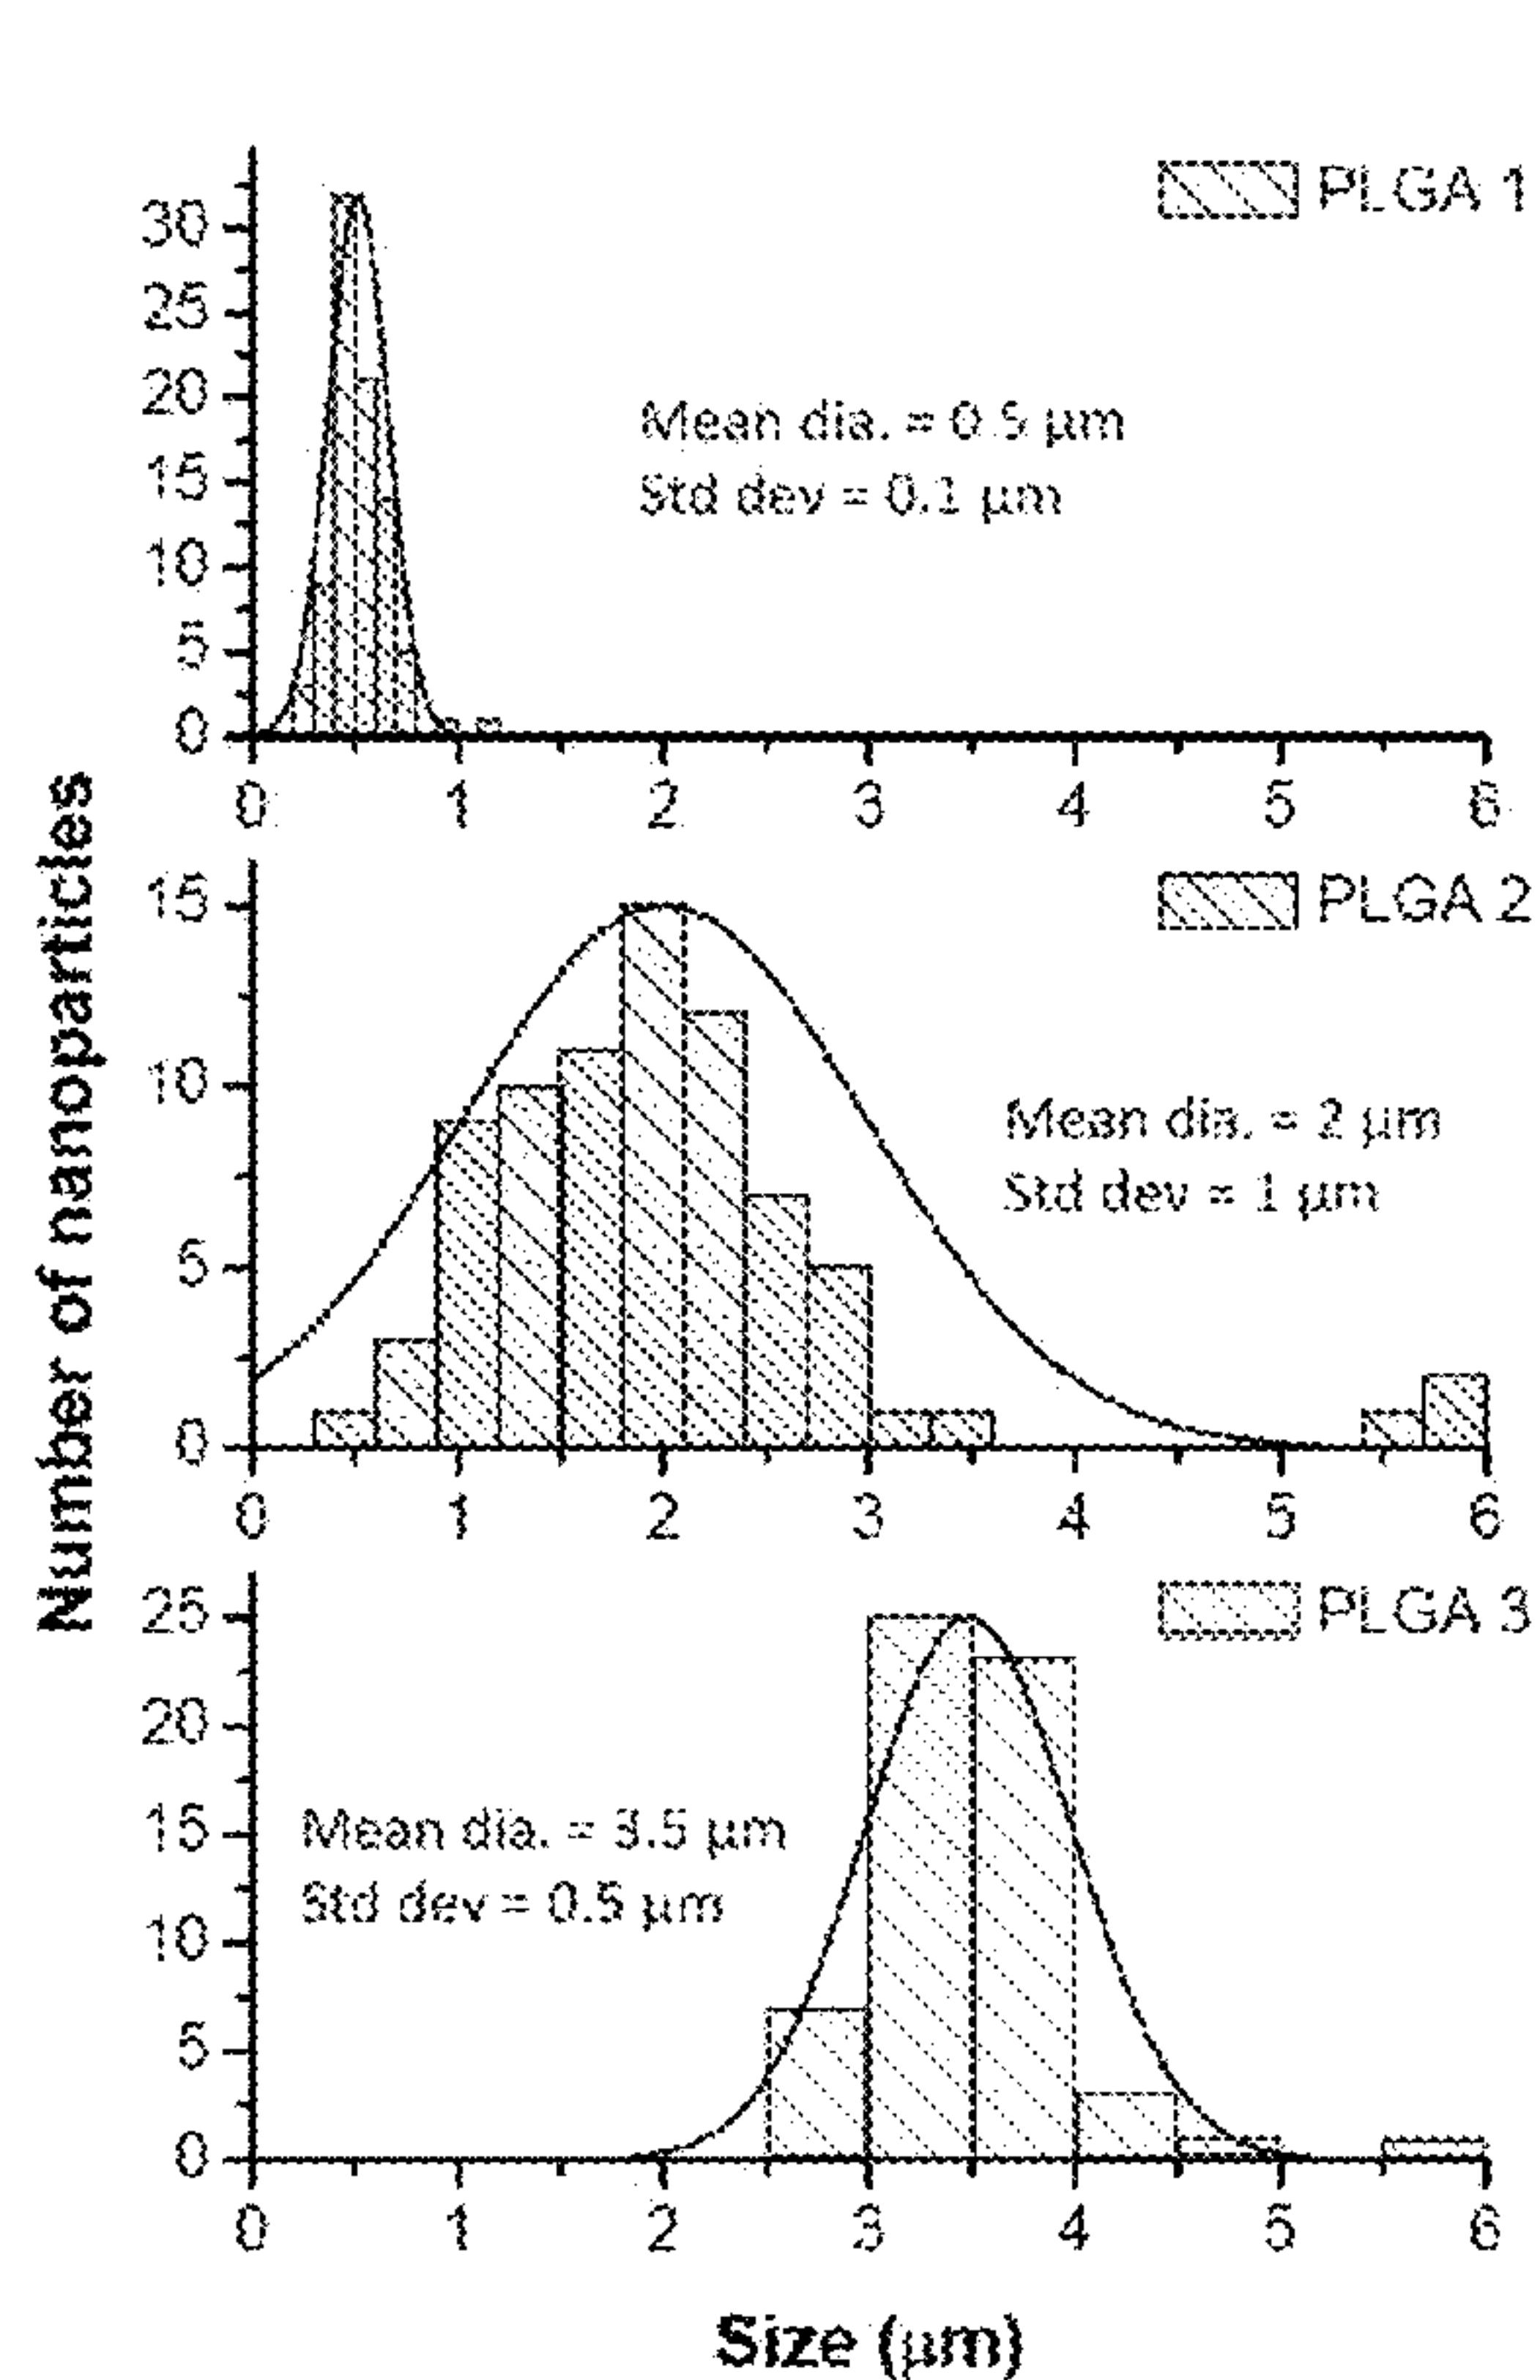 PLGA 1
30
25
20
15
10
5
0
Mean dia. = 0.5 µm
Std dev = 0.1 µm
0 1 2 3 4 5 6
Number of nanoparticles
PLGA 2
15
10
5
0
Mean dia. = 2 µm
Std dev = 1 µm
0 1 2 3 4 5 6
PLGA 3
25
20
15
10
5
0
Mean dia. = 3.5 µm
Std dev = 0.5 µm
0 1 2 3 4 5 6
Size (µm)